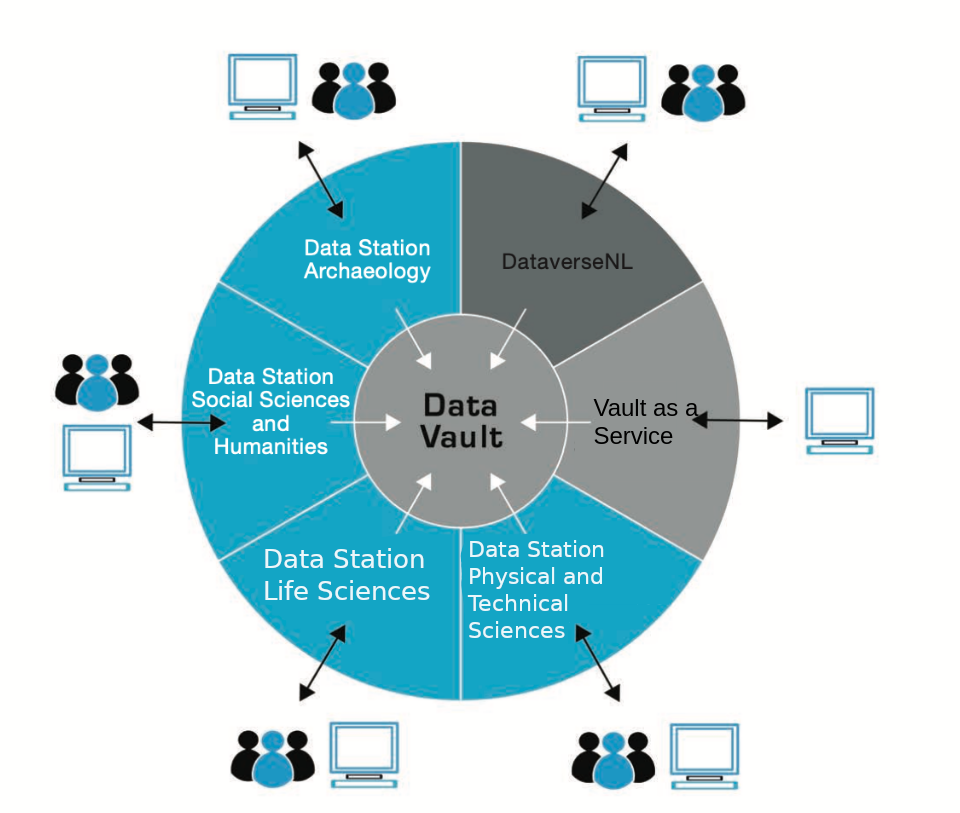 Data Station
Archaeology
DataverseNL
Data Station
Social Sciences
and
Humanities
Data
Vault
Vault as a
Service
Data Station
Life Sciences
Data Station
Physical and
Technical
Sciences